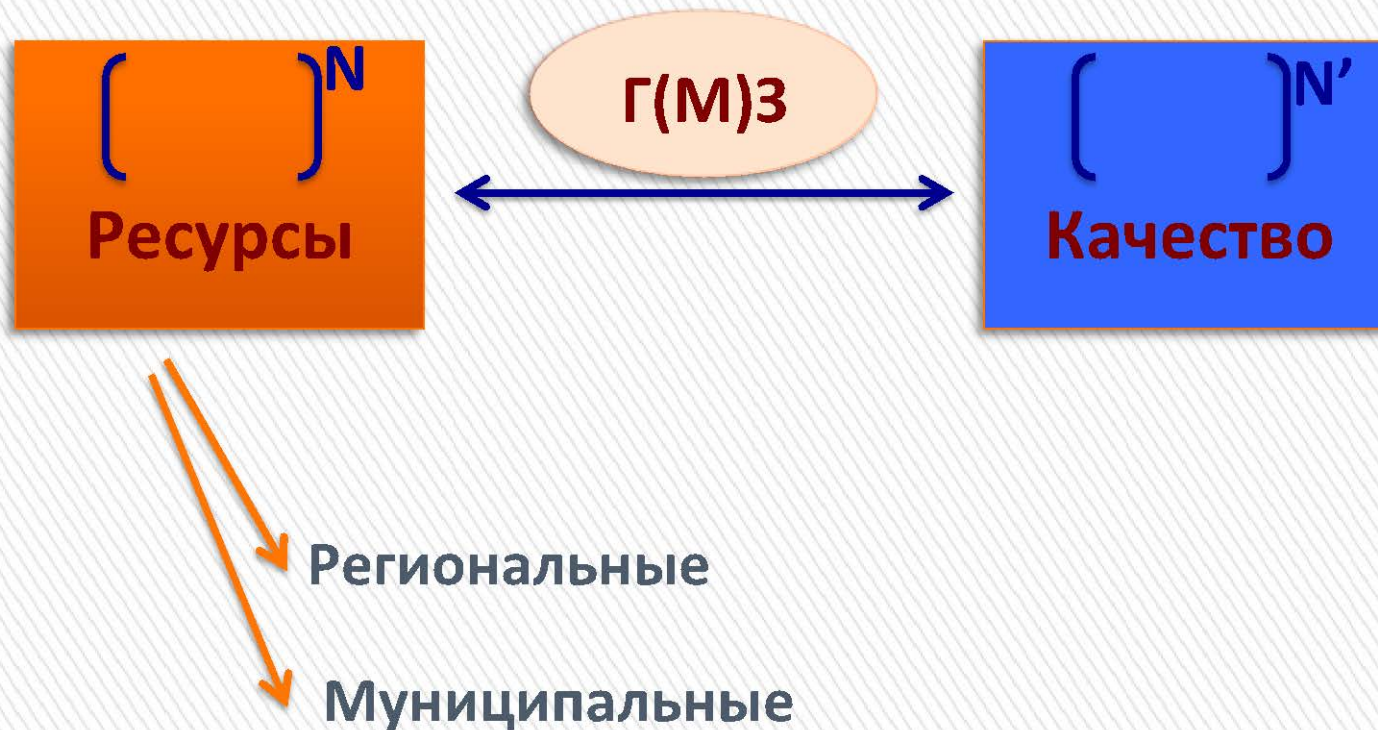 N
Г(М)З
N’
Ресурсы
Качество
Региональные
Муниципальные